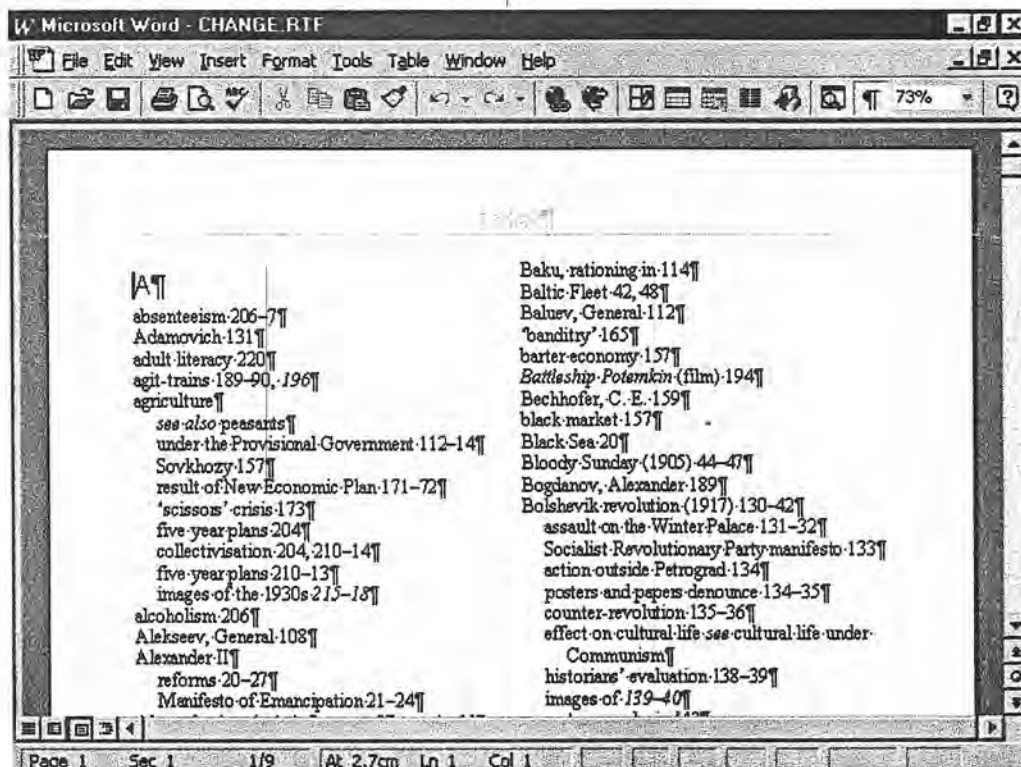 Microsoft Word - CHANGE.RTF
File Edit View Insert Format Tools Table Window Help
73%
A¶
absenteeism·206–7¶
Adamovich·131¶
adult·literacy·220¶
agit-trains·189–90,·196¶
agriculture¶
see·also·peasants¶
under·the·Provisional·Government·112–14¶
Sovkhozy·157¶
result·of·New·Economic·Plan·171–72¶
'scissors'·crisis·173¶
five·year·plans·204¶
collectivisation·204,·210–14¶
five·year·plans·210–13¶
images·of·the·1930s·215–18¶
alcoholism·206¶
Alekseev,·General·108¶
Alexander·II¶
reforms·20–27¶
Manifesto·of·Emancipation·21–24¶
Baku,·rationing·in·114¶
Baltic·Fleet·42,·48¶
Baluev,·General·112¶
'banditry'·165¶
barter·economy·157¶
Battleship·Potemkin·(film)·194¶
Bechhofer,·C.·E.·159¶
black·market·157¶
Black·Sea·20¶
Bloody·Sunday·(1905)·44–47¶
Bogdanov,·Alexander·189¶
Bolshevik·revolution·(1917)·130–42¶
assault·on·the·Winter·Palace·131–32¶
Socialist·Revolutionary·Party·manifesto·133¶
action·outside·Petrograd·134¶
posters·and·papers·denounce·134–35¶
counter-revolution·135–36¶
effect·on·cultural·life·see·cultural·life·under·
Communism¶
historians'·evaluation·138–39¶
images·of·139–40¶
Page 1 Sec 1 1/9 At 2.7cm Ln 1 Col 1